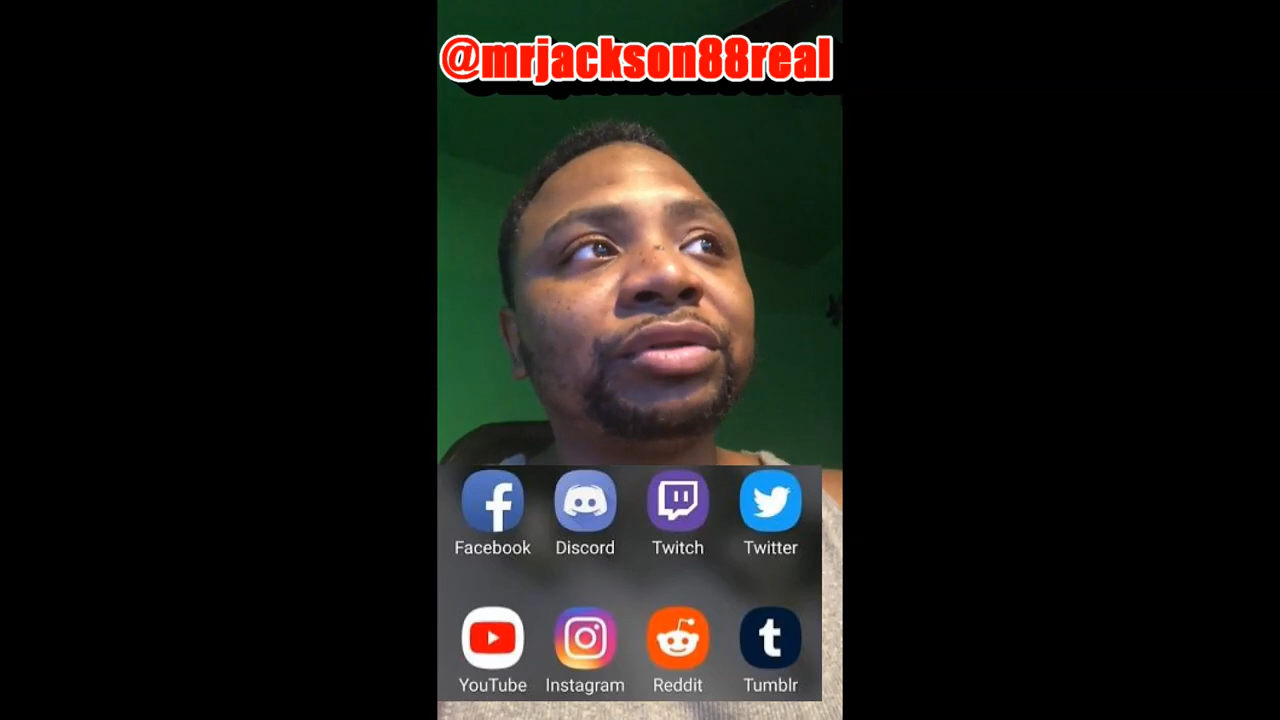 @mrjackson88real
Facebook Discord Twitch Twitter
YouTube Instagram Reddit Tumblr